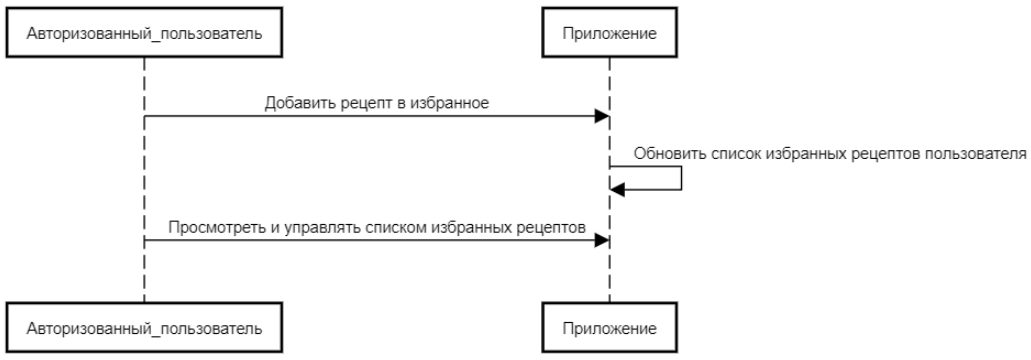 Авторизованный_пользователь
Приложение
Добавить рецепт в избранное
Обновить список избранных рецептов пользователя
Просмотреть и управлять списком избранных рецептов
Авторизованный_пользователь
Приложение